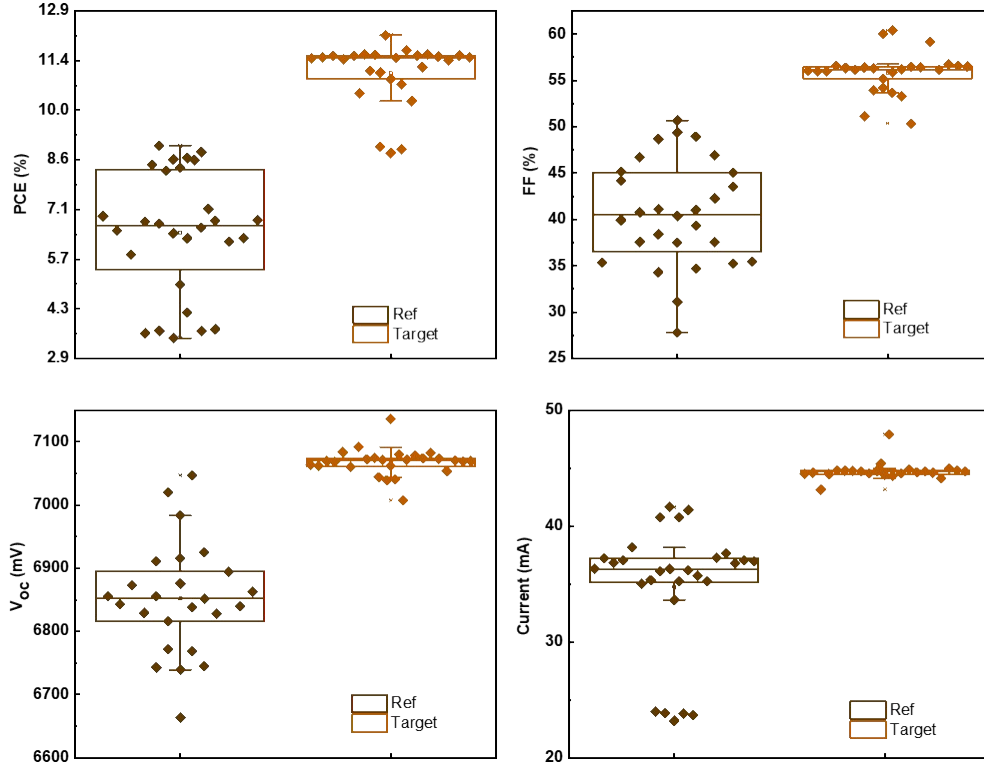 12.9
11.4
10.0
8.6
7.1
5.7
4.3
2.9
PCE (%)
Ref
Target
60
55
50
45
40
35
30
25
FF (%)
Ref
Target
7100
7000
6900
6800
6700
6600
VOC (mV)
Ref
Target
50
40
30
20
Current (mA)
Ref
Target